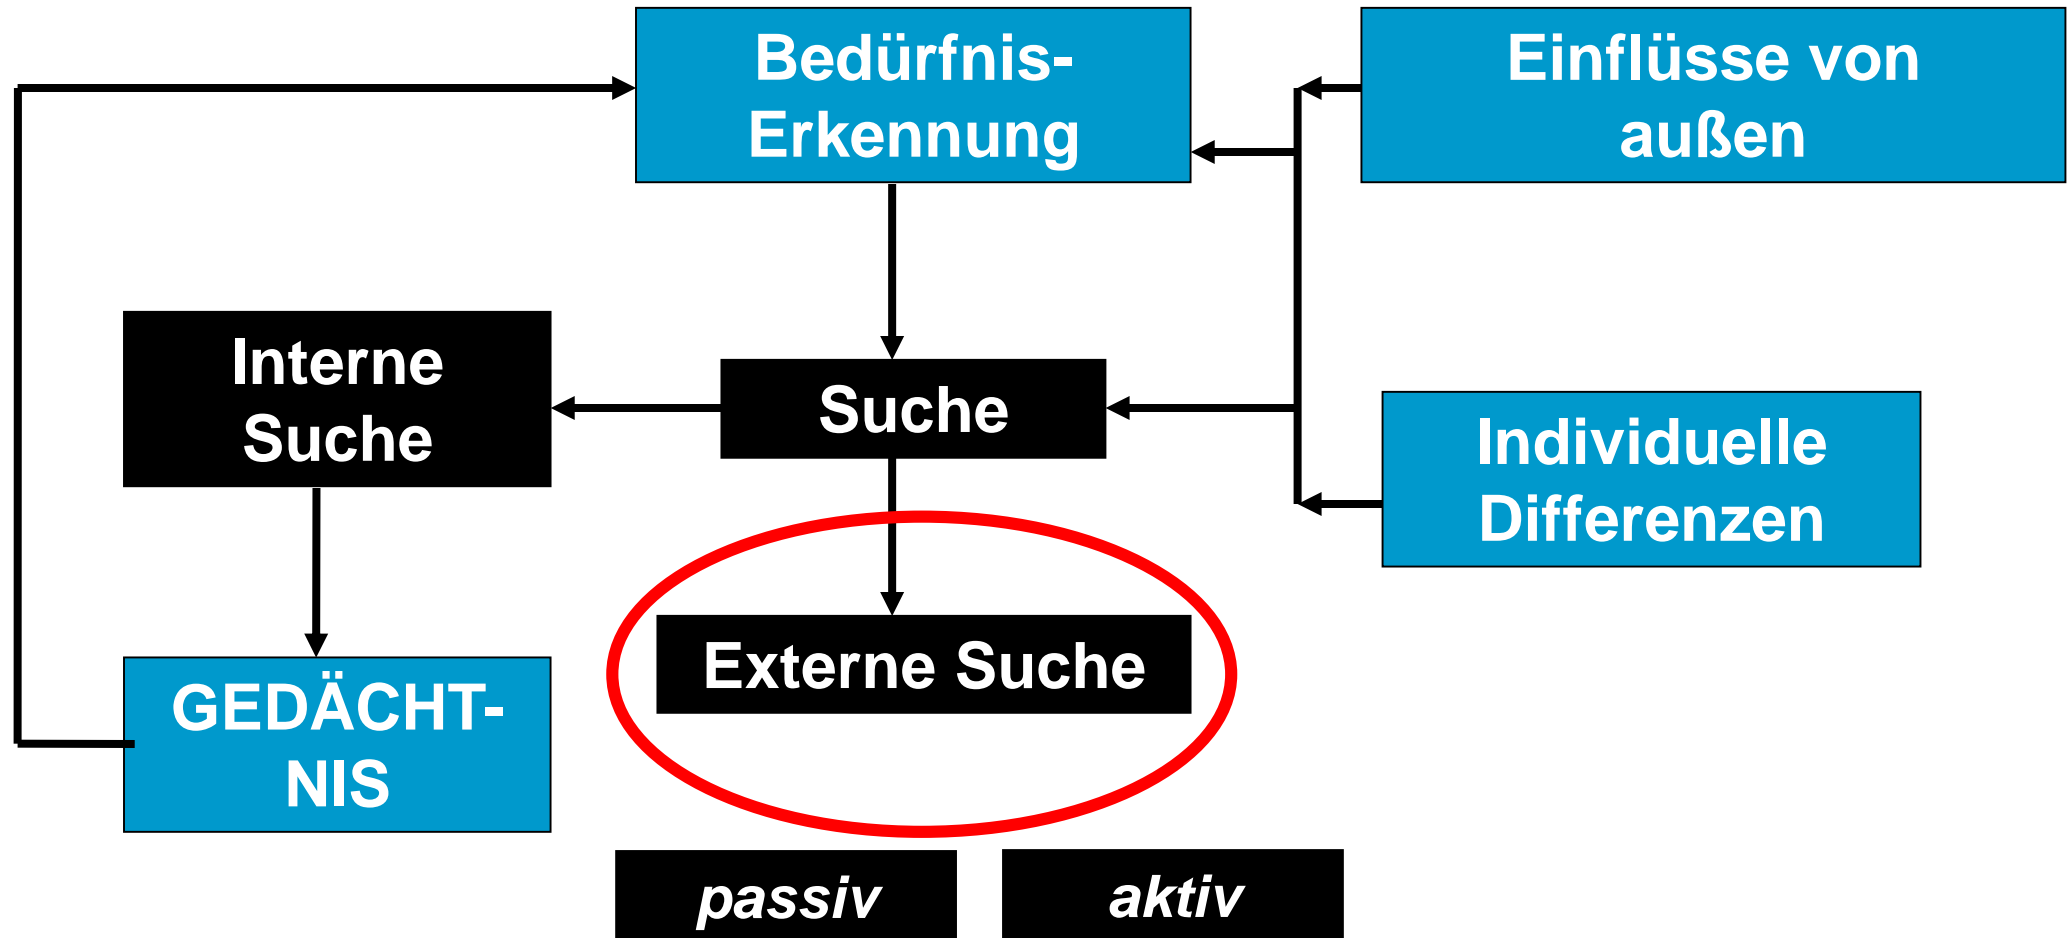 Bedürfnis-
Erkennung
Einflüsse von
außen
Interne
Suche
Suche
Individuelle
Differenzen
Externe Suche
GEDÄCHT-
NIS
passiv
aktiv